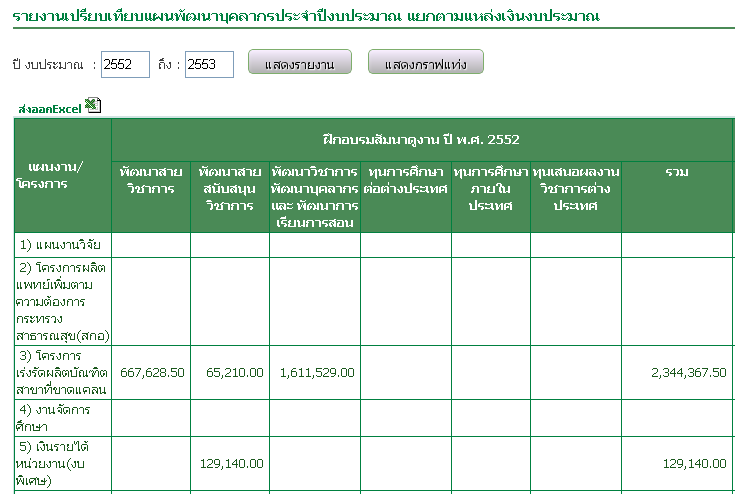 รายงานเปรียบเทียบแผนพัฒนาบุคลากรประจำปีงบประมาณ แยกตามแหล่งเงินงบประมาณ
ปี งบประมาณ : 2552 ถึง : 2553 แสดงรายงาน แสดงกราฟแท่ง
ส่งออกExcel
แผนงาน/
โครงการ
ฝึกอบรมสัมนาดูงาน ปี พ.ศ. 2552
พัฒนาสาย
วิชาการ
พัฒนาสาย
สนับสนุน
วิชาการ
พัฒนาวิชาการ
พัฒนาบุคลากร
และ พัฒนาการ
เรียนการสอน
ทุนการศึกษา
ต่อต่างประเทศ
ทุนการศึกษา
ภายใน
ประเทศ
ทุนเสนอผลงาน
วิชาการต่าง
ประเทศ
รวม
1) แผนงานวิจัย
2) โครงการผลิต
แพทย์เพิ่มตาม
ความต้องการ
กระทรวง
สาธารณสุข(สกอ)
3) โครงการ
เร่งรัดผลิตบัณฑิต
สาขาที่ขาดแคลน
667,628.50 65,210.00 1,611,529.00 2,344,367.50
4) งานจัดการ
ศึกษา
5) เงินรายได้
หน่วยงาน(งบ
พิเศษ)
129,140.00 129,140.00